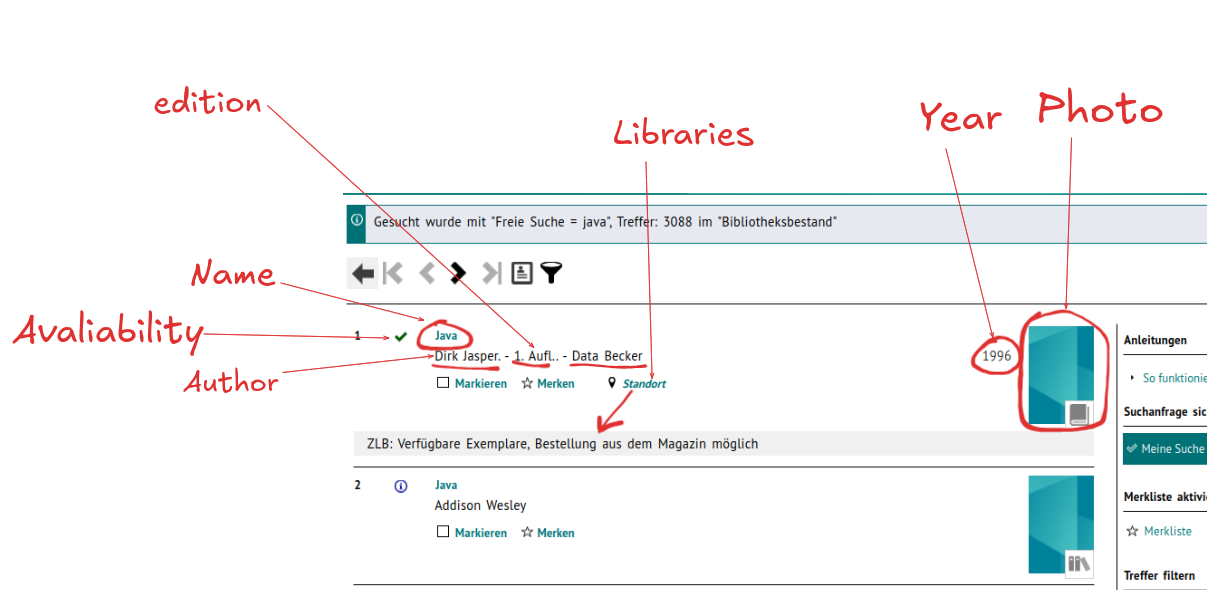 edition
Libraries
Year
Photo
Gesucht wurde mit "Freie Suche = java", Treffer: 3088 im "Bibliotheksbestand"
Name
Avaliability
Author
1
Java
Dirk Jasper. - 1. Aufl.. - Data Becker
1996
Markieren Merken Standort
ZLB: Verfügbare Exemplare, Bestellung aus dem Magazin möglich
2
Java
Addison Wesley
Markieren Merken
Anleitungen
So funktionie
Suchanfrage sic
Meine Suche
Merkliste aktivi
Merkliste
Treffer filtern